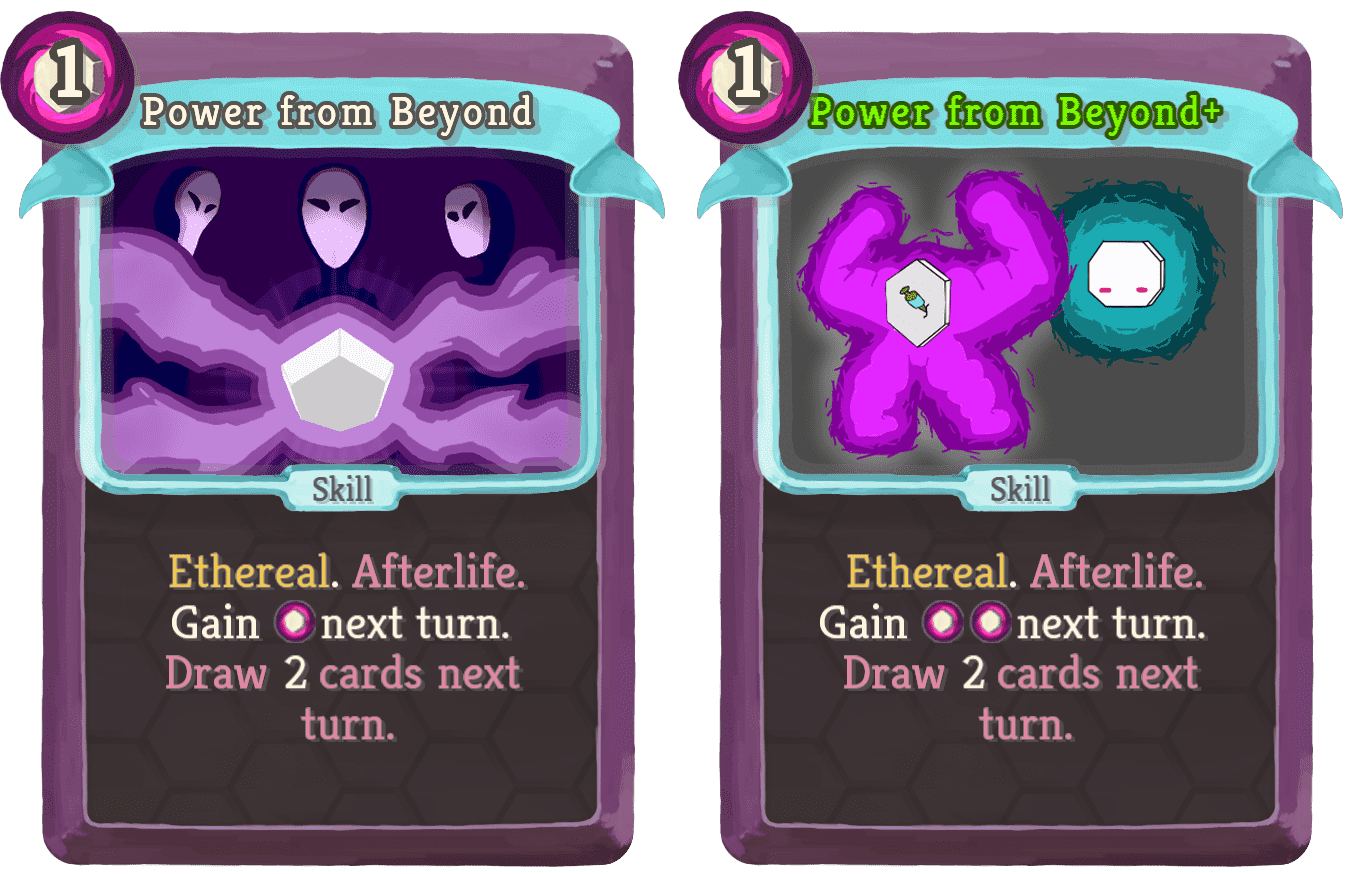 1
Power from Beyond
Skill
Ethereal. Afterlife.
Gain next turn.
Draw 2 cards next
turn.
1
Power from Beyond+
Skill
Ethereal. Afterlife.
Gain next turn.
Draw 2 cards next
turn.